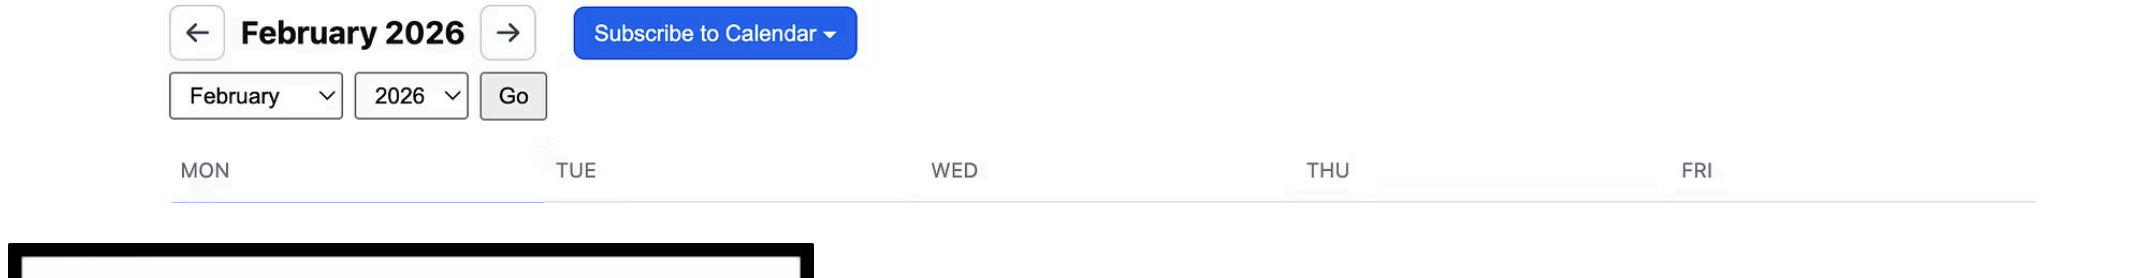 February 2026
Subscribe to Calendar
February 2026 Go
MON TUE WED THU FRI